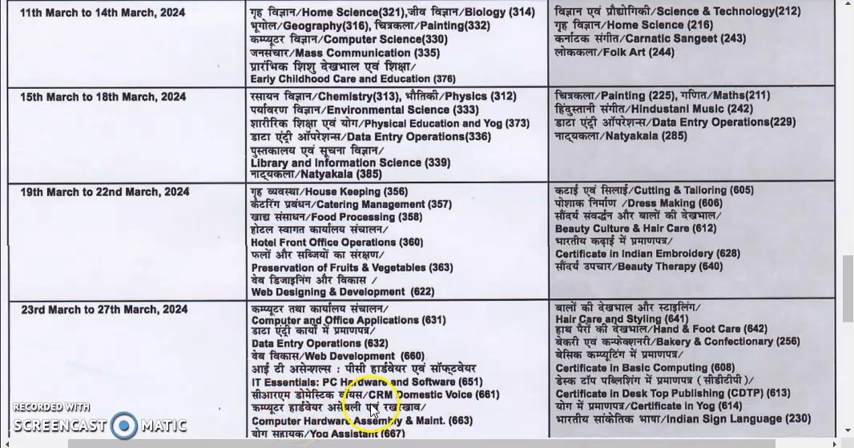 11th March to 14th March, 2024
गृह विज्ञान/Home Science(321),जीव विज्ञान/Biology (314)
भूगोल/Geography(316), चित्रकला/Painting(332)
कम्प्यूटर विज्ञान/Computer Science(330)
जनसंचार/Mass Communication (335)
प्रारंभिक शिशु देखभाल एवं शिक्षा/
Early Childhood Care and Education (376)
विज्ञान एवं प्रौद्योगिकी/Science & Technology(212)
गृह विज्ञान/Home Science (216)
कर्नाटक संगीत/Carnatic Sangeet (243)
लोककला/Folk Art (244)
15th March to 18th March, 2024
रसायन विज्ञान/Chemistry(313), भौतिकी/Physics (312)
पर्यावरण विज्ञान/Environmental Science (333)
शारीरिक शिक्षा एवं योग/Physical Education and Yog (373)
डाटा एंट्री ऑपरेशन्स/Data Entry Operations(336)
पुस्तकालय एवं सूचना विज्ञान/
Library and Information Science (339)
नाट्यकला/Natyakala (385)
चित्रकला/Painting (225), गणित/Maths(211)
हिंदुस्तानी संगीत/Hindustani Music (242)
डाटा एंट्री ऑपरेशन्स/Data Entry Operations(229)
नाट्यकला/Natyakala (285)
19th March to 22nd March, 2024
गृह व्यवस्था/House Keeping (356)
केटरिंग प्रबंधन/Catering Management (357)
खाद्य संसाधन/Food Processing (358)
होटल स्वागत कार्यालय संचालन/
Hotel Front Office Operations (360)
फलों और सब्जियों का संरक्षण/
Preservation of Fruits & Vegetables (363)
वेब डिजाइनिंग और विकास /
Web Designing & Development (622)
कटाई एवं सिलाई/Cutting & Tailoring (605)
पोशाक निर्माण /Dress Making (606)
सौंदर्य संवर्द्धन और बालों की देखभाल/
Beauty Culture & Hair Care (612)
भारतीय कढ़ाई में प्रमाणपत्र/
Certificate in Indian Embroidery (628)
सौंदर्य उपचार/Beauty Therapy (640)
23rd March to 27th March, 2024
कम्प्यूटर तथा कार्यालय संचालन/
Computer and Office Applications (631)
डाटा एंट्री कार्यों में प्रमाणपत्र/
Data Entry Operations (632)
वेब विकास/Web Development (660)
आई टी असेन्शल्स : पीसी हार्डवेयर एवं सॉफ्टवेयर
IT Essentials: PC Hardware and Software (651)
सीआरएम डोमेस्टिक वॉयस/CRM Domestic Voice (661)
कम्प्यूटर हार्डवेयर असेंबली एवं रखरखाव/
Computer Hardware Assembly & Maint. (663)
योग सहायक/Yog Assistant (667)
बालों की देखभाल और स्टाइलिंग/
Hair Care and Styling (641)
हाथ पैरों की देखभाल/Hand & Foot Care (642)
बेकरी एवं कन्फेक्शनरी/Bakery & Confectionary (256)
बेसिक कम्प्यूटिंग में प्रमाणपत्र/
Certificate in Basic Computing (608)
डेस्क टॉप पब्लिशिंग में प्रमाणपत्र (सीडीटीपी)/
Certificate in Desk Top Publishing (CDTP) (613)
योग में प्रमाणपत्र/Certificate in Yog (614)
भारतीय सांकेतिक भाषा/Indian Sign Language (230)
RECORDED WITH
SCREENCAST MATIC